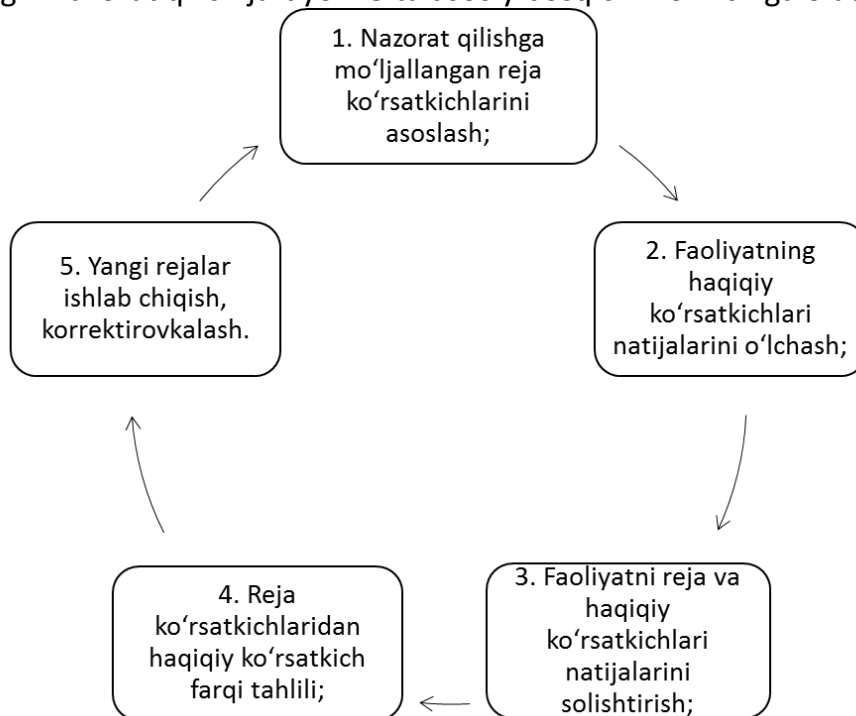 1. Nazorat qilishga
mo‘ljallangan reja
ko‘rsatkichlarini
asoslash;
2. Faoliyatning
haqiqiy
ko‘rsatkichlari
natijalarini o‘lchash;
3. Faoliyatni reja va
haqiqiy
ko‘rsatkichlari
natijalarini
solishtirish;
4. Reja
ko‘rsatkichlaridan
haqiqiy ko‘rsatkich
farqi tahlili;
5. Yangi rejalar
ishlab chiqish,
korrektirovkalash.